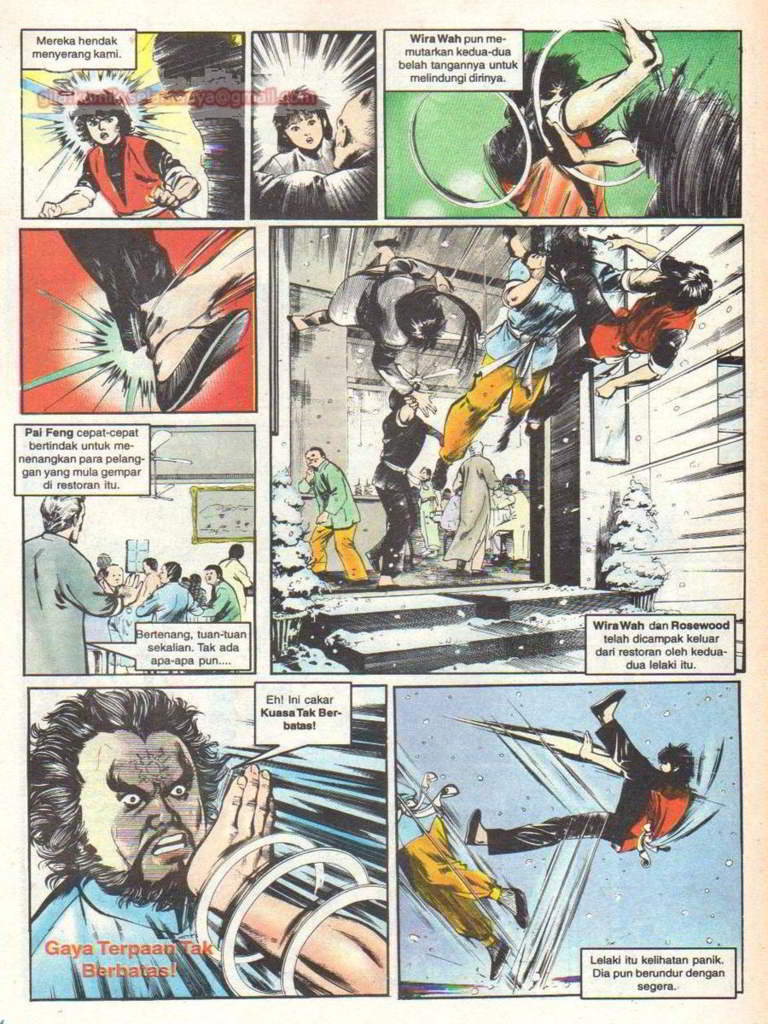 Mereka hendak
menyerang kami.
Wira Wah pun me-
mutarkan kedua-dua
belah tangannya untuk
melindungi dirinya.
Pai Feng cepat-cepat
bertindak untuk me-
nenangkan para pelang-
gan yang mula gempar
di restoran itu.
Bertenang, tuan-tuan
sekalian. Tak ada
apa-apa pun....
Wira Wah dan Rosewood
telah dicampak keluar
dari restoran oleh kedua-
dua lelaki itu.
Eh! Ini cakar
Kuasa Tak Ber-
batas!
Gaya Terpaan Tak
Berbatas!
Lelaki itu kelihatan panik.
Dia pun berundur dengan
segera.